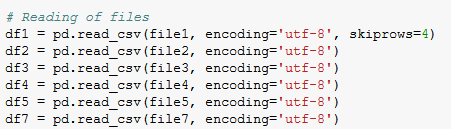 # Reading of files
df1 = pd.read_csv(file1, encoding='utf-8', skiprows=4)
df2 = pd.read_csv(file2, encoding='utf-8')
df3 = pd.read_csv(file3, encoding='utf-8')
df4 = pd.read_csv(file4, encoding='utf-8')
df5 = pd.read_csv(file5, encoding='utf-8')
df7 = pd.read_csv(file7, encoding='utf-8')